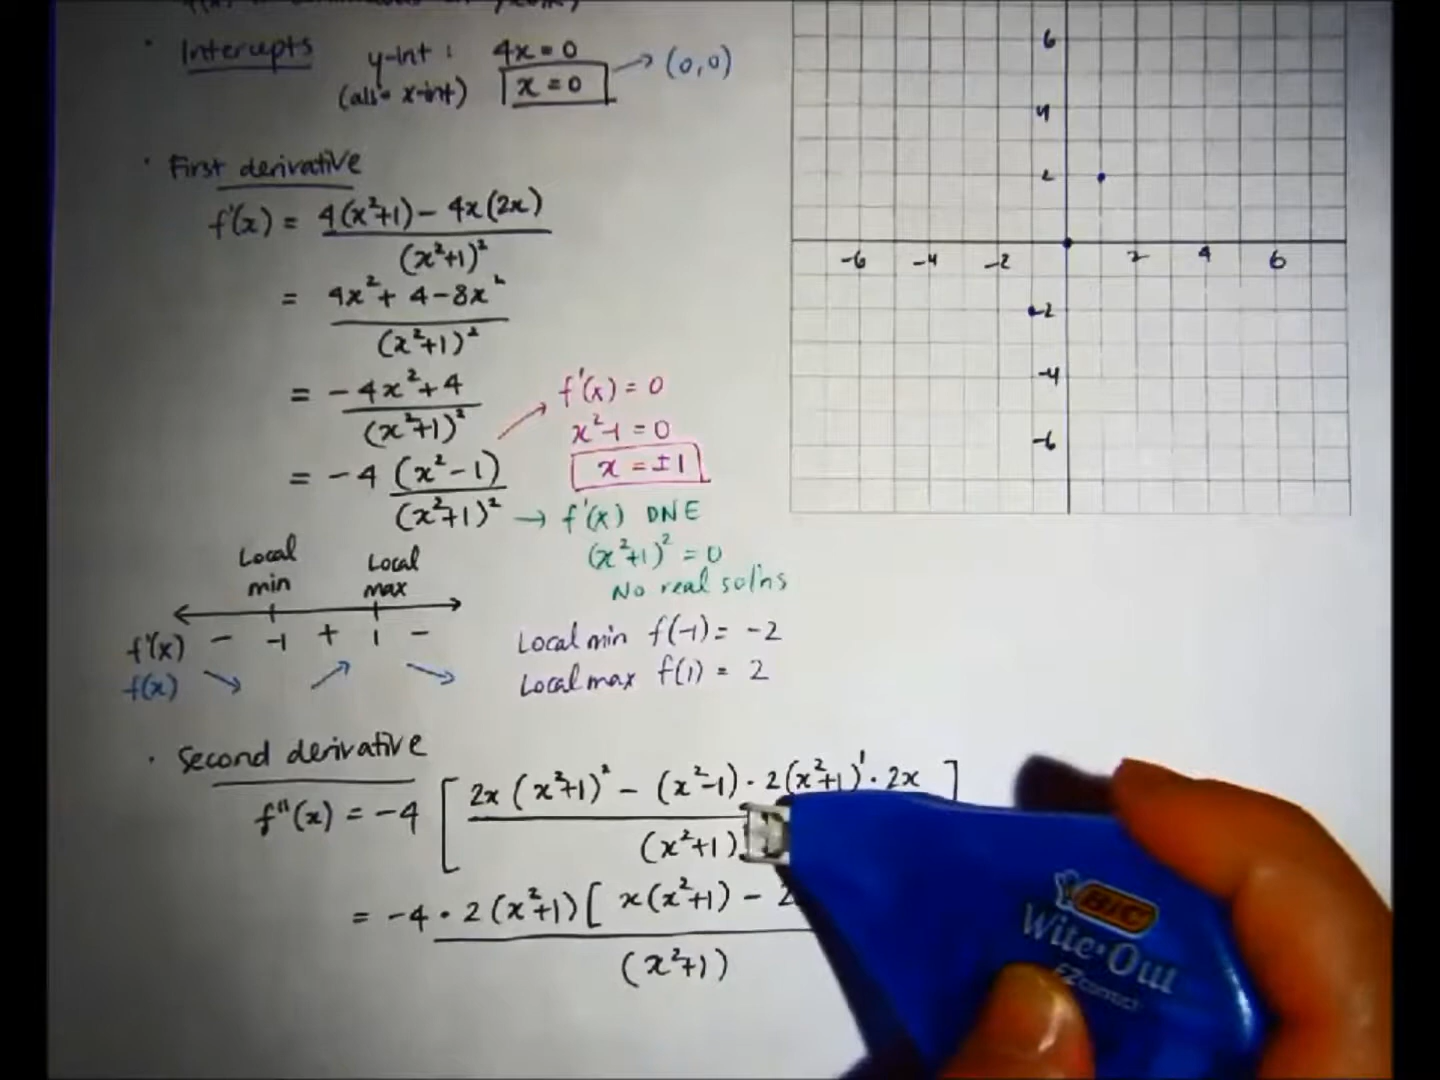 Intercepts y-int : 4x = 0 → (0,0)
(also x-int) x = 0
· First derivative
f'(x) = 4(x²+1) - 4x(2x)
(x²+1)²
= 4x² + 4 - 8x²
(x²+1)²
= -4x² + 4
(x²+1)²
= -4 (x² - 1)
(x²+1)²
f'(x) = 0
x² - 1 = 0
x = ±1
→ f'(x) DNE
(x²+1)² = 0
No real sol'ns
Local min Local max
f'(x) - -1 + 1 -
f(x)
Local min f(-1) = -2
Local max f(1) = 2
· Second derivative
f''(x) = -4 [ 2x (x²+1)² - (x²-1) · 2(x²+1)¹ · 2x ]
(x²+1)
= -4 · 2(x²+1) [ x(x²+1) - 2
(x²+1)
6
4
2
-6 -4 -2 2 4 6
-2
-4
-6
BIC
Wite·Out
EZcorrect